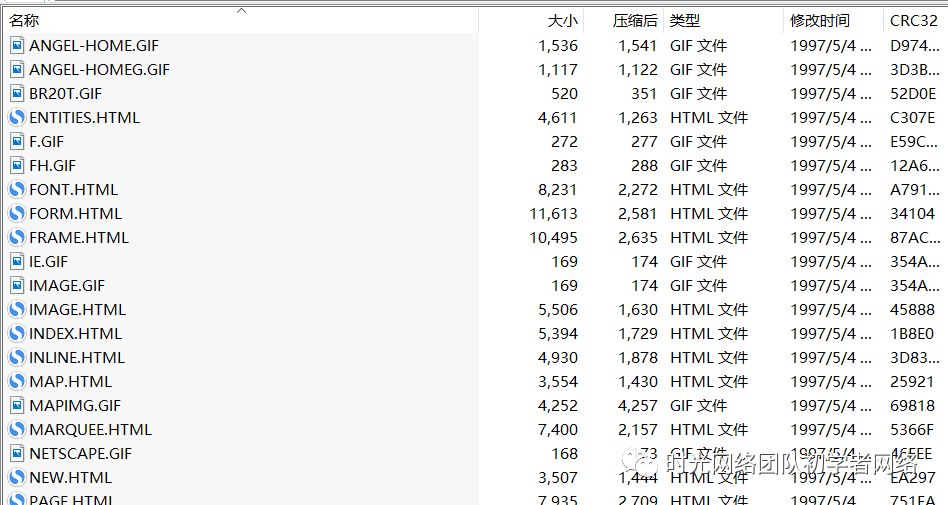 名称 大小 压缩后 类型 修改时间 CRC32
ANGEL-HOME.GIF 1,536 1,541 GIF 文件 1997/5/4 ... D974...
ANGEL-HOMEG.GIF 1,117 1,122 GIF 文件 1997/5/4 ... 3D3B...
BR20T.GIF 520 351 GIF 文件 1997/5/4 ... 52D0E
ENTITIES.HTML 4,611 1,263 HTML 文件 1997/5/4 ... C307E
F.GIF 272 277 GIF 文件 1997/5/4 ... E59C...
FH.GIF 283 288 GIF 文件 1997/5/4 ... 12A6...
FONT.HTML 8,231 2,272 HTML 文件 1997/5/4 ... A791...
FORM.HTML 11,613 2,581 HTML 文件 1997/5/4 ... 34104
FRAME.HTML 10,495 2,635 HTML 文件 1997/5/4 ... 87AC...
IE.GIF 169 174 GIF 文件 1997/5/4 ... 354A...
IMAGE.GIF 169 174 GIF 文件 1997/5/4 ... 354A...
IMAGE.HTML 5,506 1,630 HTML 文件 1997/5/4 ... 45888
INDEX.HTML 5,394 1,729 HTML 文件 1997/5/4 ... 1B8E0
INLINE.HTML 4,930 1,878 HTML 文件 1997/5/4 ... 3D83...
MAP.HTML 3,554 1,430 HTML 文件 1997/5/4 ... 25921
MAPIMG.GIF 4,252 4,257 GIF 文件 1997/5/4 ... 69818
MARQUEE.HTML 7,400 2,157 HTML 文件 1997/5/4 ... 5366F
NETSCAPE.GIF 168 GIF 文件 1997/5/4 ...
时光网络团队初学者网络
NEW.HTML 3,507 1,444 HTML 文件 1997/5/4 ... EA297
PAGE.HTML 7,935 2,709 HTML 文件 1997/5/4 751EA